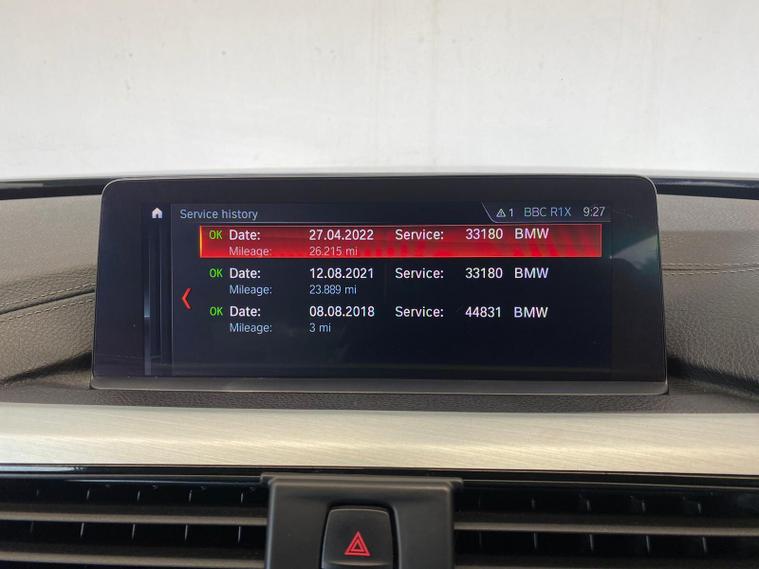 Service history ⚠ 1 BBC R1X 9:27
OK Date: 27.04.2022 Service: 33180 BMW
Mileage: 26.215 mi
OK Date: 12.08.2021 Service: 33180 BMW
Mileage: 23.889 mi
OK Date: 08.08.2018 Service: 44831 BMW
Mileage: 3 mi